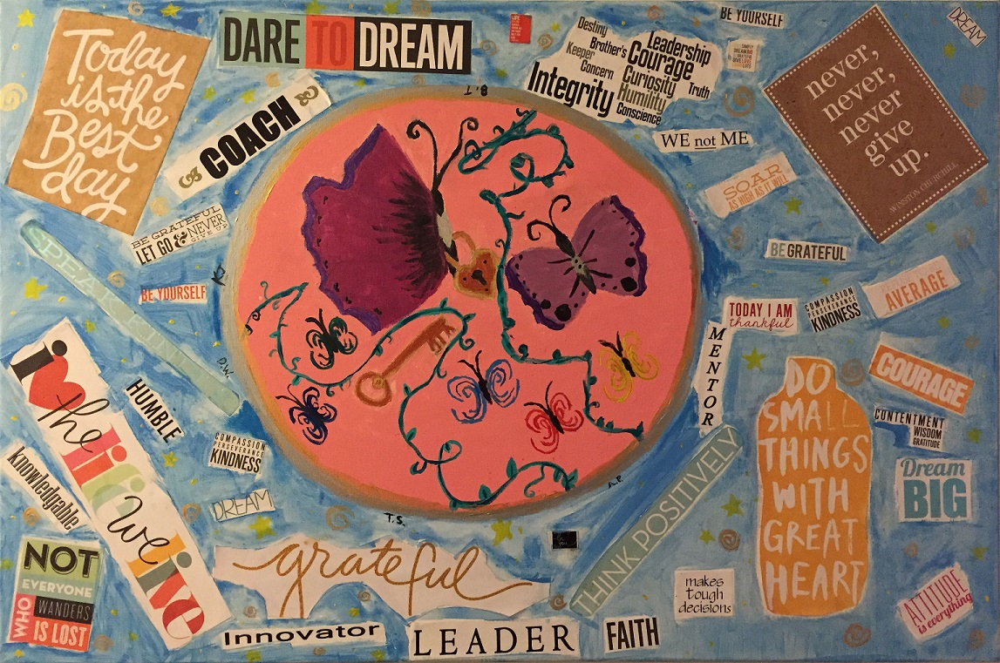 Today
is the
Best
day
DARE TO DREAM
LIFE
BE YOURSELF
DREAM
Destiny
Brother's
Keeper
Concern
Integrity
Leadership
Courage
Curiosity
Humility
Conscience
Truth
never,
never,
never
give
up.
WINSTON CHURCHILL
COACH
B.T.
WE not ME
SOAR
AS HIGH AS IT WILL
BE GRATEFUL
LET GO & NEVER
GIVE UP
BE GRATEFUL
SPEAK KINDLY
BE YOURSELF
AVERAGE
TODAY I AM
thankful
COMPASSION
PERSEVERANCE
KINDNESS
MENTOR
D.W.
i
the
life
we
live
HUMBLE
COURAGE
DO
SMALL
THINGS
WITH
GREAT
HEART
CONTENTMENT
WISDOM
GRATITUDE
COMPASSION
PERSEVERANCE
KINDNESS
knowledgable
THINK POSITIVELY
Dream
BIG
A.P.
DREAM
T.S.
NOT
EVERYONE
WHO
WANDERS
IS LOST
grateful
makes
tough
decisions
ATTITUDE
is everything
Innovator
LEADER
FAITH